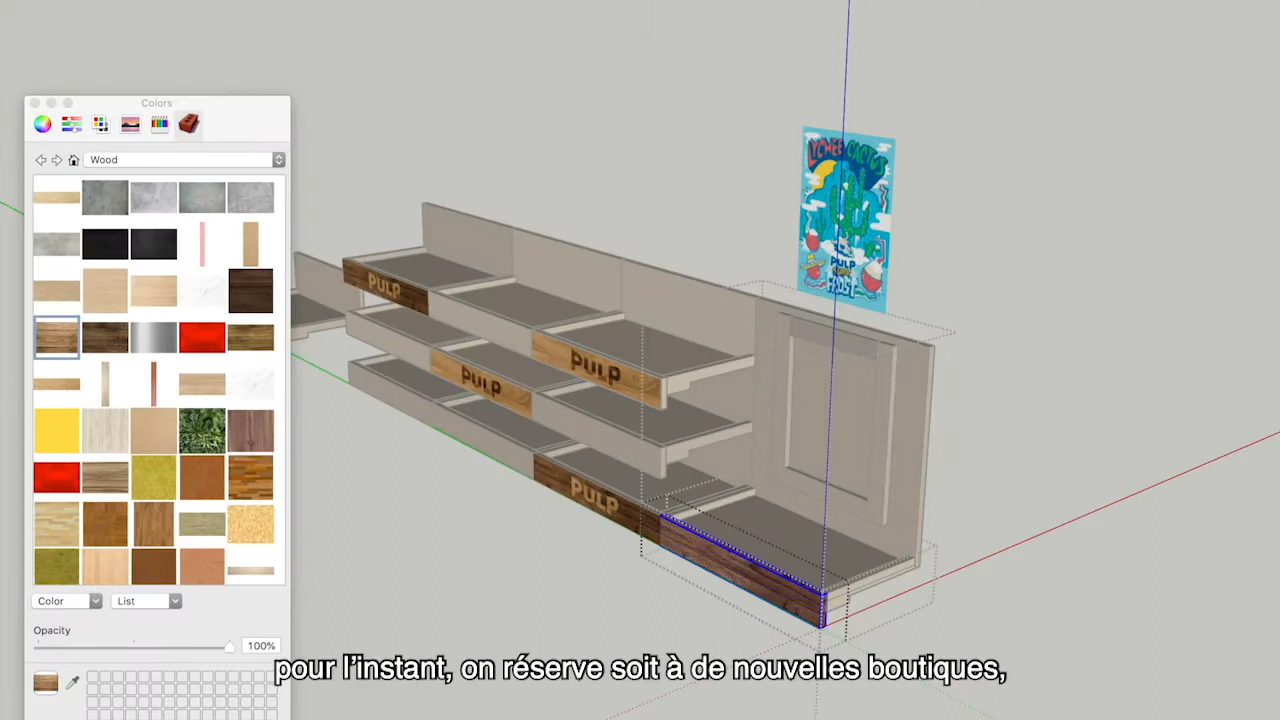 Colors
Wood
LYCHEE CACTUS
PULP
FROST
PULP
PULP
PULP
PULP
Color
List
Opacity
100%
pour l'instant, on réserve soit à de nouvelles boutiques,